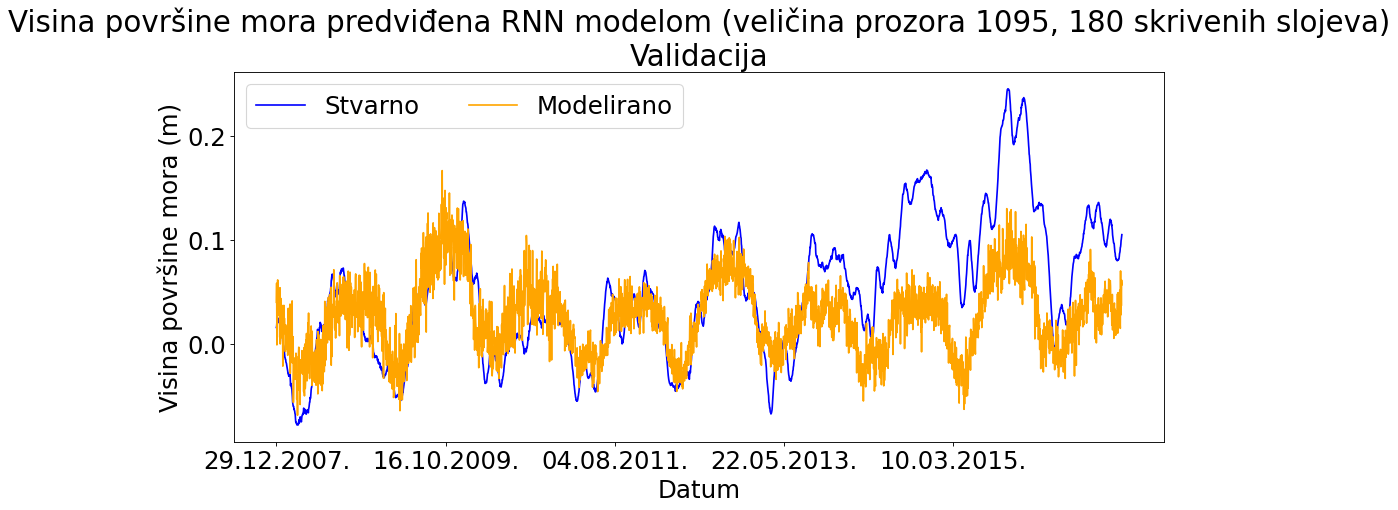 Visina površine mora predviđena RNN modelom (veličina prozora 1095, 180 skrivenih slojeva)
Validacija
Stvarno Modelirano
Visina površine mora (m)
0.2
0.1
0.0
29.12.2007. 16.10.2009. 04.08.2011. 22.05.2013. 10.03.2015.
Datum